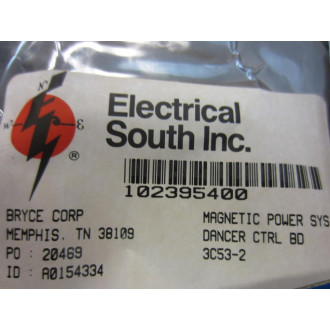 N
W E
®
Electrical
South Inc.
102395400
BRYCE CORP
MEMPHIS, TN 38109
PO : 20469
ID : A0154334
MAGNETIC POWER SYS
DANCER CTRL BD
3C53-2